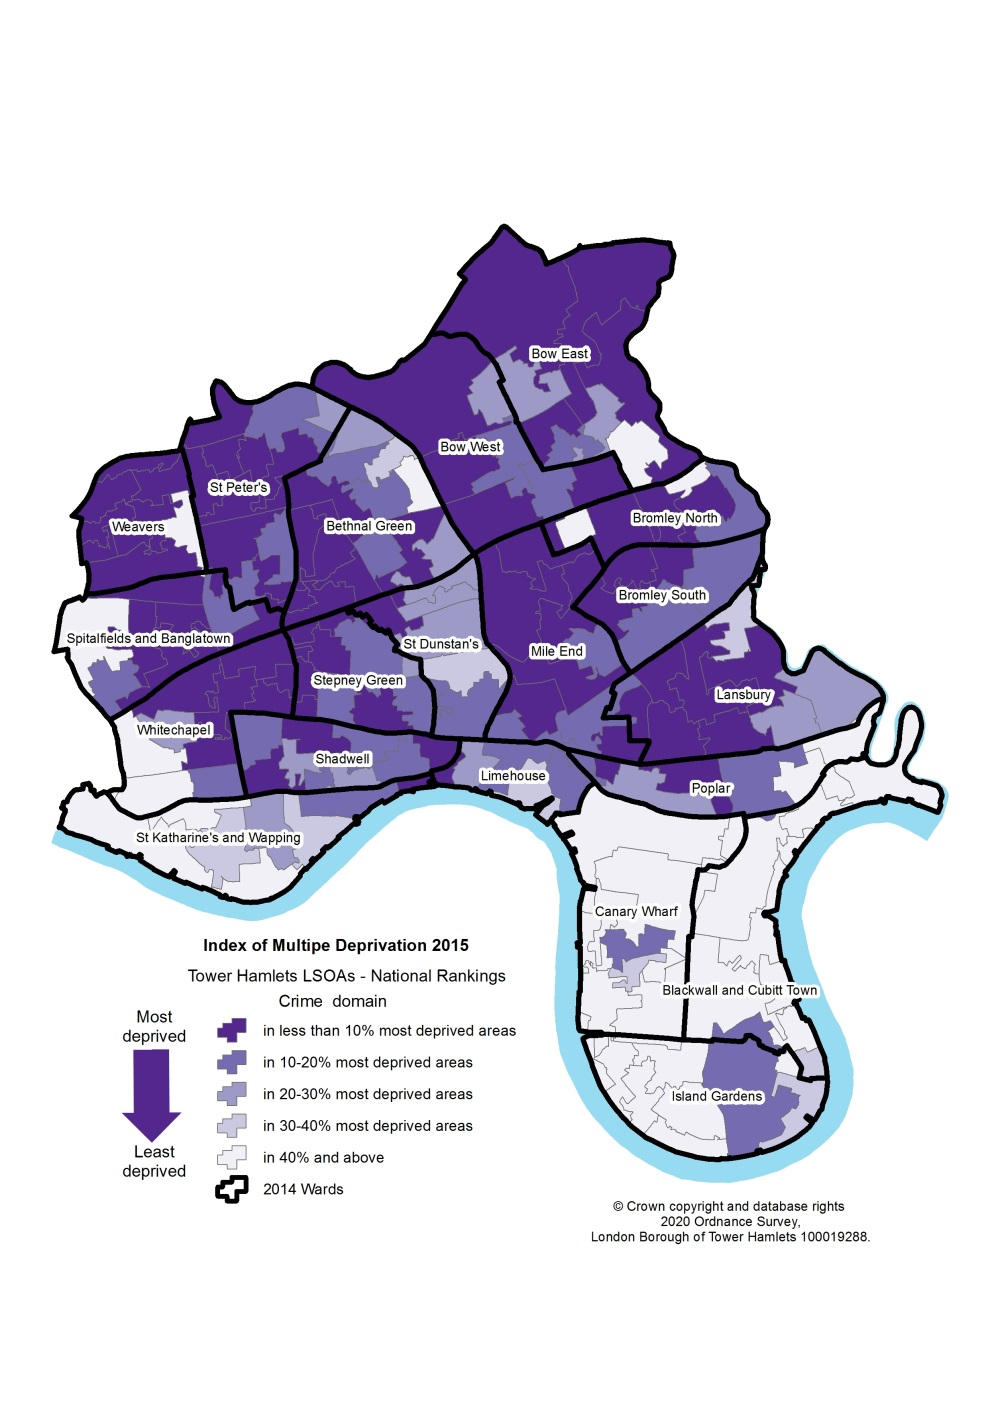 Bow East
Bow West
St Peter's
Weavers
Bethnal Green
Bromley North
Bromley South
Spitalfields and Banglatown
St Dunstan's
Mile End
Stepney Green
Lansbury
Whitechapel
Shadwell
Limehouse
Poplar
St Katharine's and Wapping
Canary Wharf
Blackwall and Cubitt Town
Island Gardens
Index of Multipe Deprivation 2015
Tower Hamlets LSOAs - National Rankings
Crime domain
Most
deprived
Least
deprived
in less than 10% most deprived areas
in 10-20% most deprived areas
in 20-30% most deprived areas
in 30-40% most deprived areas
in 40% and above
2014 Wards
© Crown copyright and database rights
2020 Ordnance Survey,
London Borough of Tower Hamlets 100019288.